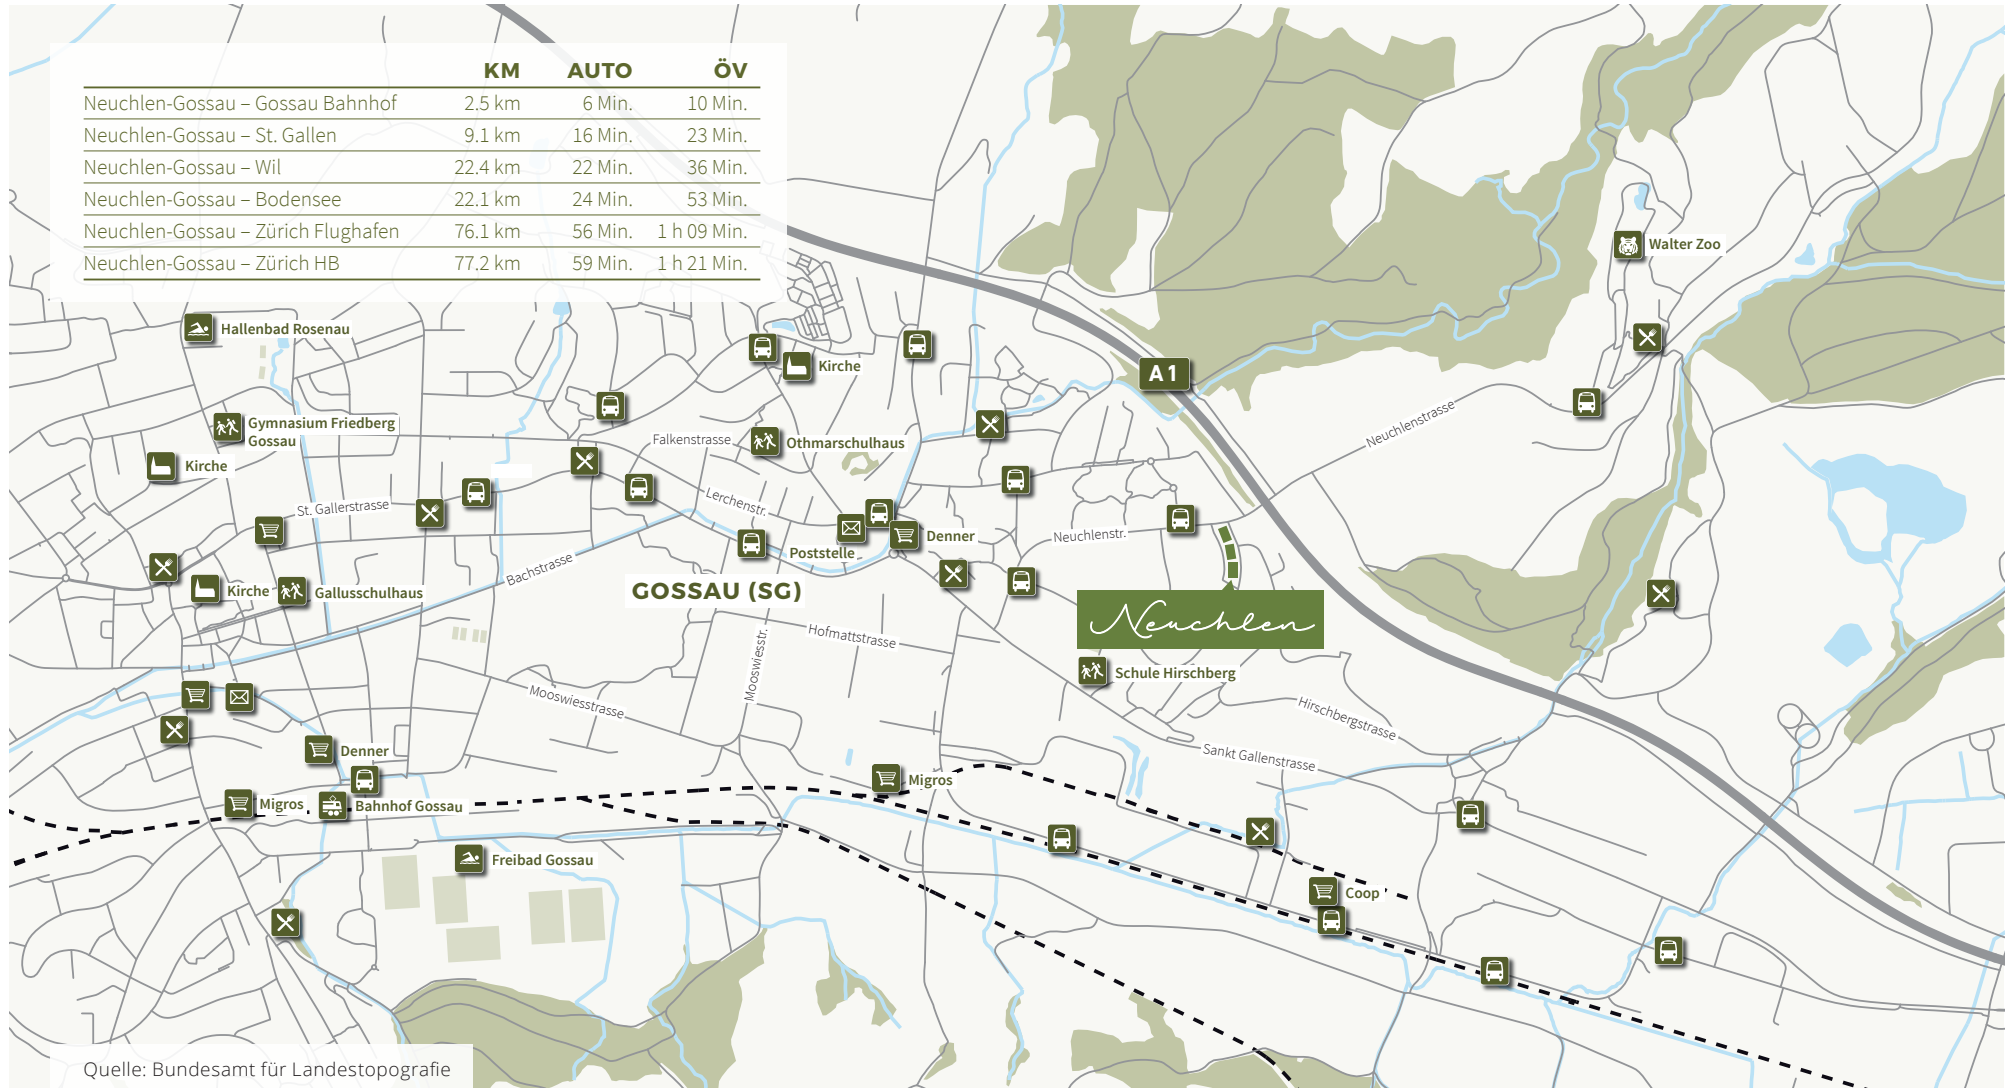 KM AUTO ÖV
Neuchlen-Gossau – Gossau Bahnhof 2.5 km 6 Min. 10 Min.
Neuchlen-Gossau – St. Gallen 9.1 km 16 Min. 23 Min.
Neuchlen-Gossau – Wil 22.4 km 22 Min. 36 Min.
Neuchlen-Gossau – Bodensee 22.1 km 24 Min. 53 Min.
Neuchlen-Gossau – Zürich Flughafen 76.1 km 56 Min. 1 h 09 Min.
Neuchlen-Gossau – Zürich HB 77.2 km 59 Min. 1 h 21 Min.
Walter Zoo
Hallenbad Rosenau
Kirche
A1
Gymnasium Friedberg
Gossau
Falkenstrasse
Othmarschulhaus
Neuchlenstrasse
Kirche
St. Gallerstrasse
Lerchenstr.
Poststelle
Denner
Neuchlenstr.
Bachstrasse
Kirche
Gallusschulhaus
GOSSAU (SG)
Neuchlen
Hofmattstrasse
Mooswiesstr.
Schule Hirschberg
Mooswiesstrasse
Hirschbergstrasse
Sankt Gallenstrasse
Denner
Migros
Migros
Bahnhof Gossau
Freibad Gossau
Coop
Quelle: Bundesamt für Landestopografie